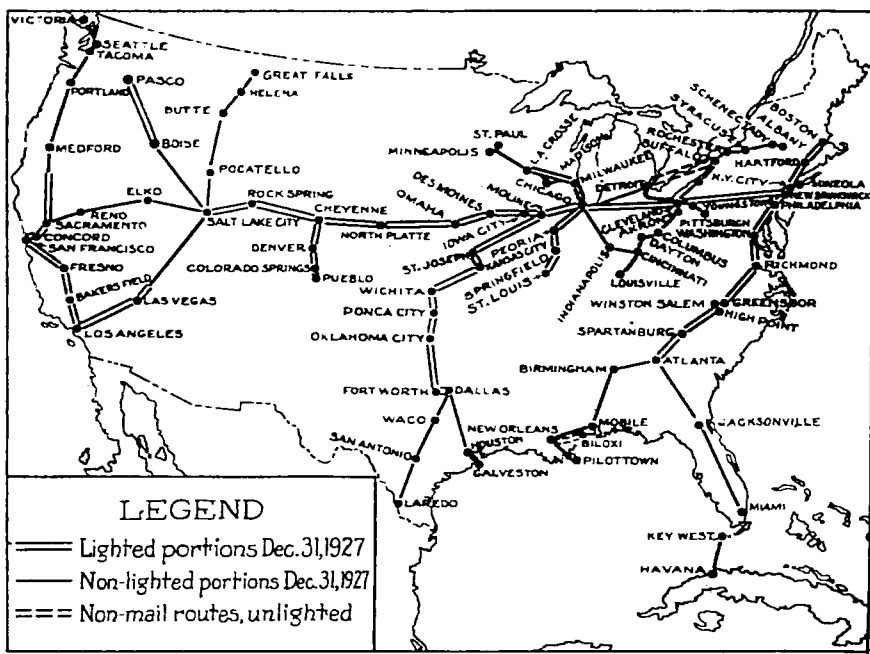 VICTORIA
SEATTLE
TACOMA
PORTLAND
PASCO
GREAT FALLS
HELENA
BUTTE
MEDFORD
BOISE
POCATELLO
ELKO
ROCK SPRING
RENO
SACRAMENTO
SALT LAKE CITY
CHEYENNE
CONCORD
SAN FRANCISCO
DENVER
FRESNO
COLORADO SPRINGS
PUEBLO
BAKERSFIELD
LAS VEGAS
LOS ANGELES
ST. PAUL
MINNEAPOLIS
LACROSSE
MADISON
MILWAUKEE
CHICAGO
MOLINE
DES MOINES
OMAHA
IOWA CITY
NORTH PLATTE
ST. JOSEPH
KANSAS CITY
PEORIA
SPRINGFIELD
ST. LOUIS
INDIANAPOLIS
DETROIT
CLEVELAND
AKRON
COLUMBUS
DAYTON
CINCINNATI
LOUISVILLE
YOUNGSTOWN
PITTSBURGH
SCHENECTADY
SYRACUSE
ROCHESTER
BUFFALO
BOSTON
ALBANY
HARTFORD
N.Y. CITY
NEW BRUNSWICK
PHILADELPHIA
WASHINGTON
RICHMOND
WINSTON SALEM
GREENSBOR
HIGH POINT
SPARTANBURG
ATLANTA
BIRMINGHAM
WICHITA
PONCA CITY
OKLAHOMA CITY
FORT WORTH
DALLAS
WACO
SAN ANTONIO
HOUSTON
GALVESTON
LAREDO
NEW ORLEANS
MOBILE
BILOXI
PILOTTOWN
JACKSONVILLE
MIAMI
KEY WEST
HAVANA
LEGEND
Lighted portions Dec. 31, 1927
Non-lighted portions Dec. 31, 1927
Non-mail routes, unlighted